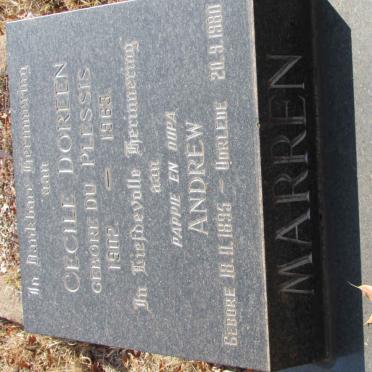 In Dankbare Herinnering
aan
CECILE DOREEN
GEBORE DU PLESSIS
1902 — 1963
In Liefdevolle Herinnering
aan
PAPPIE EN OUPA
ANDREW
GEBORE 18.11.1895 — OORLEDE 20.9.1980
MARREN